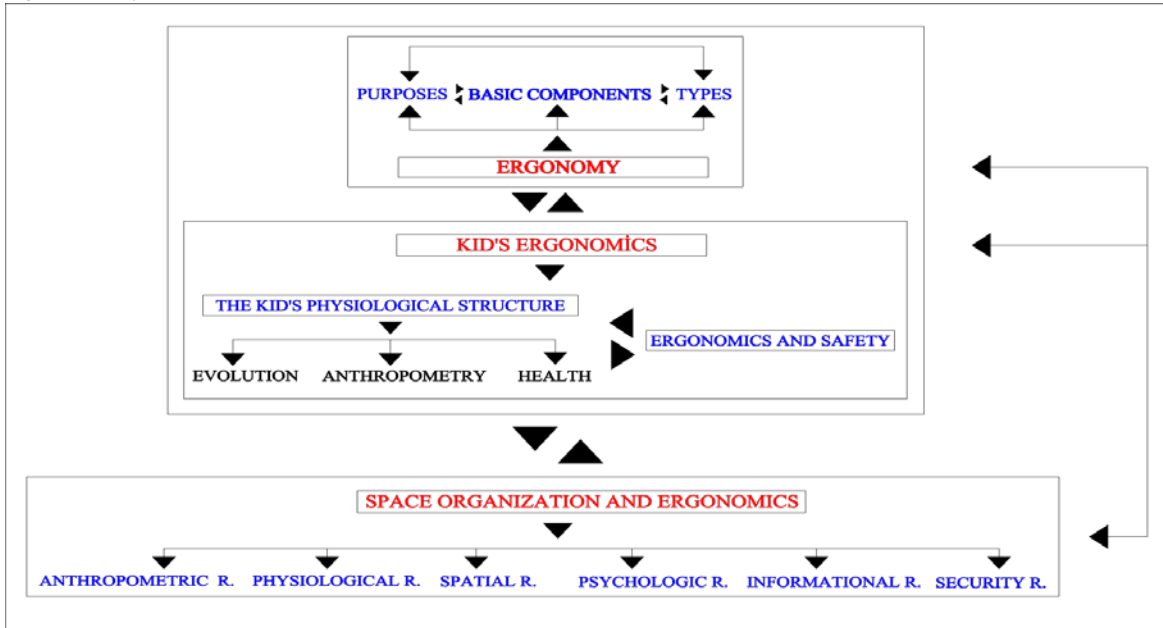 PURPOSES BASIC COMPONENTS TYPES
ERGONOMY
KID'S ERGONOMİCS
THE KID'S PHYSIOLOGICAL STRUCTURE
ERGONOMICS AND SAFETY
EVOLUTION ANTHROPOMETRY HEALTH
SPACE ORGANIZATION AND ERGONOMICS
ANTHROPOMETRIC R. PHYSIOLOGICAL R. SPATIAL R. PSYCHOLOGIC R. INFORMATIONAL R. SECURITY R.